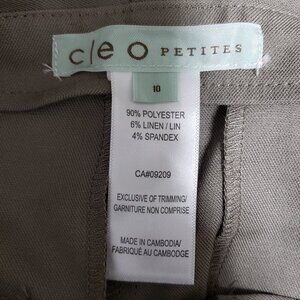 cleo PETITES
10
90% POLYESTER
6% LINEN / LIN
4% SPANDEX
CA#09209
EXCLUSIVE OF TRIMMING/
GARNITURE NON COMPRISE
MADE IN CAMBODIA/
FABRIQUÉ AU CAMBODGE